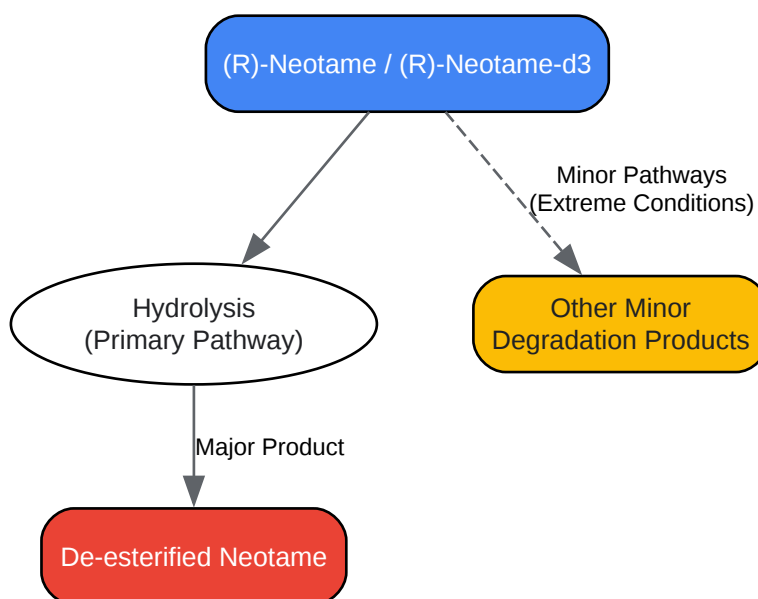 (R)-Neotame / (R)-Neotame-d3
Minor Pathways
(Extreme Conditions)
Hydrolysis
(Primary Pathway)
Other Minor
Degradation Products
Major Product
De-esterified Neotame